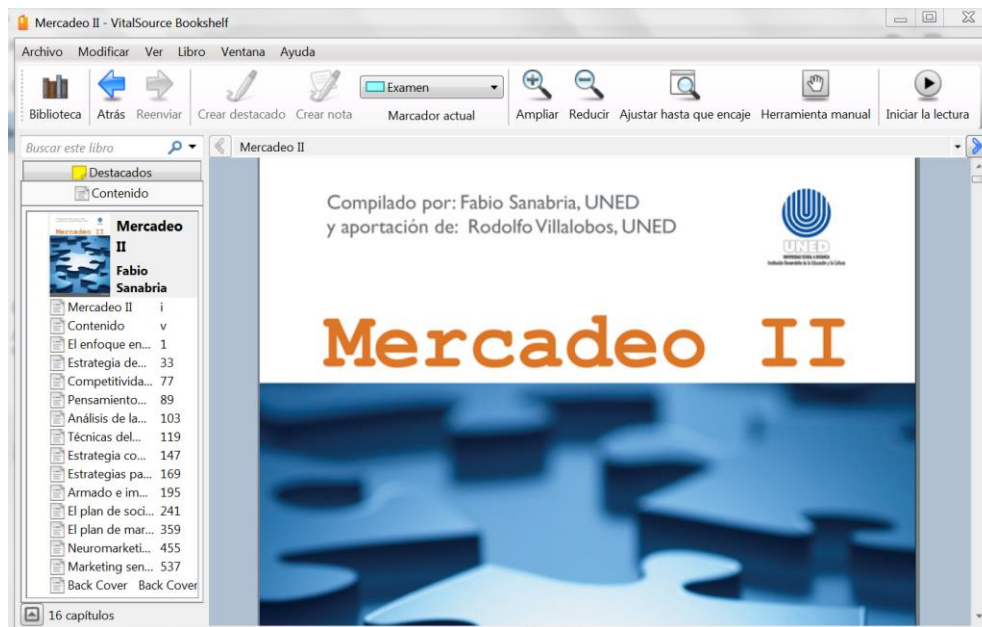 Mercadeo II - VitalSource Bookshelf
Archivo Modificar Ver Libro Ventana Ayuda
Biblioteca Atrás Reenviar Crear destacado Crear nota Examen Marcador actual Ampliar Reducir Ajustar hasta que encaje Herramienta manual Iniciar la lectura
Buscar este libro
Mercadeo II
Destacados
Contenido
Mercadeo
II
Fabio
Sanabria
Mercadeo II i
Contenido v
El enfoque en... 1
Estrategia de... 33
Competitivida... 77
Pensamiento... 89
Análisis de la... 103
Técnicas del... 119
Estrategia co... 147
Estrategias pa... 169
Armado e im... 195
El plan de soci... 241
El plan de mar... 359
Neuromarketi... 455
Marketing sen... 537
Back Cover Back Cover
16 capítulos
Compilado por: Fabio Sanabria, UNED
y aportación de: Rodolfo Villalobos, UNED
UNED
Mercadeo II